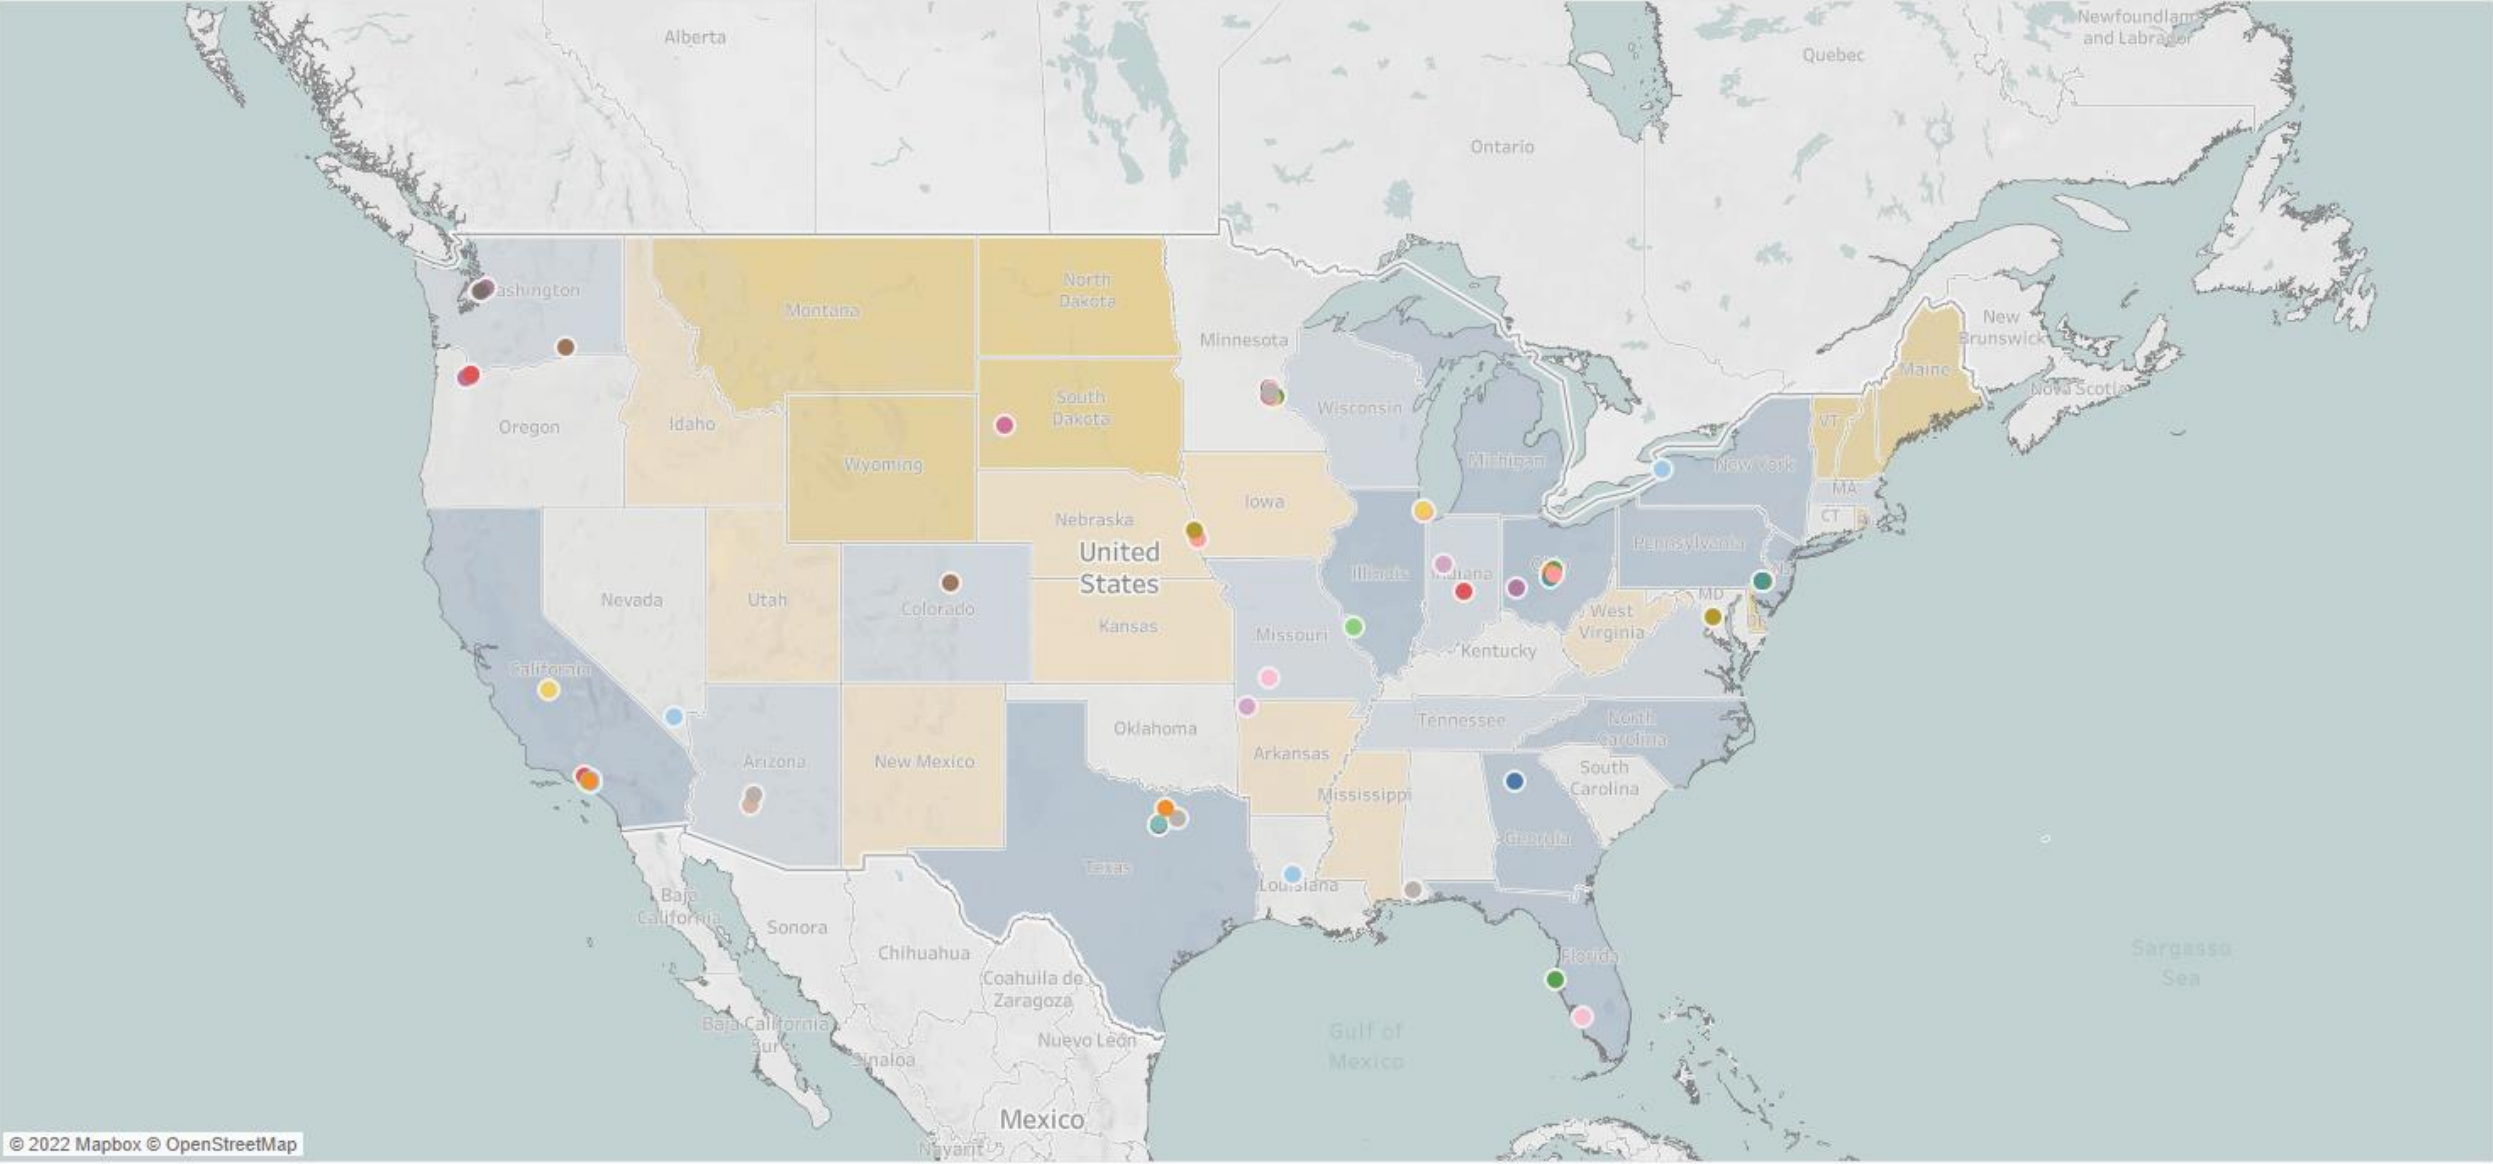 Alberta
Newfoundland
and Labrador
Quebec
Ontario
ashington
Montana
North
Dakota
New
Brunswick
Minnesota
Maine
Nova Scotia
South
Dakota
Wisconsin
Oregon
Idaho
VT
Wyoming
Michigan
New York
MA
Iowa
CT
Nebraska
United
States
Pennsylvania
Illinois
Indiana
Nevada
Utah
Colorado
MD
West
Virginia
Kansas
Missouri
Kentucky
California
Oklahoma
Tennessee
North
Carolina
Arizona
New Mexico
Arkansas
South
Carolina
Mississippi
Georgia
Texas
Louisiana
Baja
California
Sonora
Chihuahua
Florida
Sargasso
Sea
Coahuila de
Zaragoza
Baja California
Sur
Gulf of
Mexico
Nuevo León
Sinaloa
Mexico
Nayarit
© 2022 Mapbox © OpenStreetMap